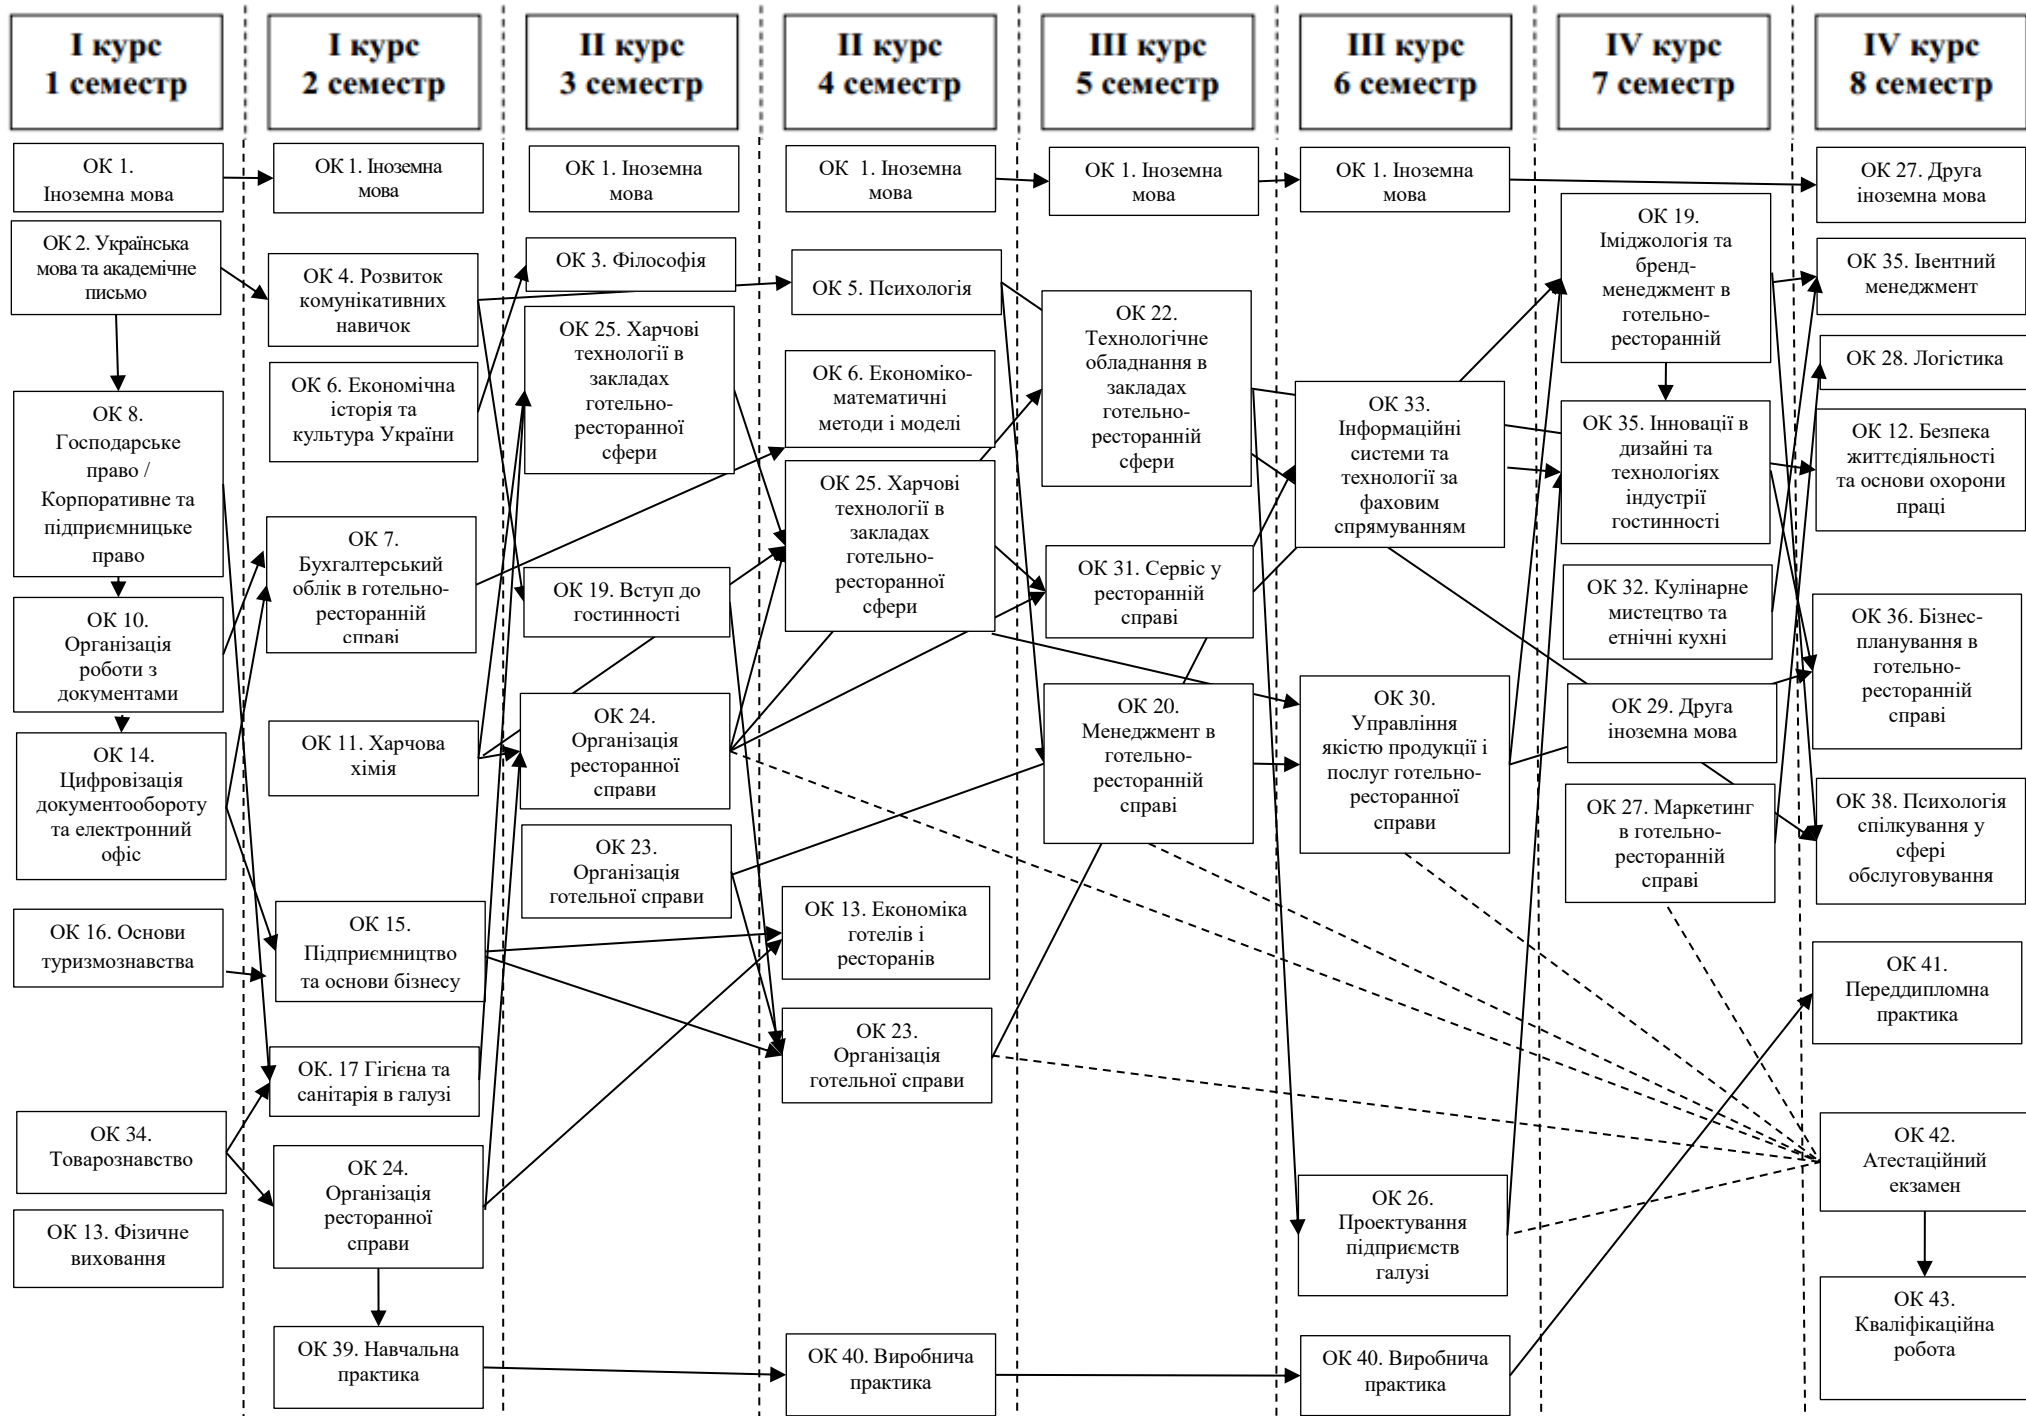 І курс
1 семестр
І курс
2 семестр
ІІ курс
3 семестр
ІІ курс
4 семестр
ІІІ курс
5 семестр
ІІІ курс
6 семестр
IV курс
7 семестр
IV курс
8 семестр
ОК 1.
Іноземна мова
ОК 2. Українська
мова та академічне
письмо
ОК 8.
Господарське
право /
Корпоративне та
підприємницьке
право
ОК 10.
Організація
роботи з
документами
ОК 14.
Цифровізація
документообороту
та електронний
офіс
ОК 16. Основи
туризмознавства
ОК 34.
Товарознавство
ОК 13. Фізичне
виховання
ОК 1. Іноземна
мова
ОК 4. Розвиток
комунікативних
навичок
ОК 6. Економічна
історія та
культура України
ОК 7.
Бухгалтерський
облік в готельно-
ресторанній
справі
ОК 11. Харчова
хімія
ОК 15.
Підприємництво
та основи бізнесу
ОК. 17 Гігієна та
санітарія в галузі
ОК 24.
Організація
ресторанної
справи
ОК 39. Навчальна
практика
ОК 1. Іноземна
мова
ОК 3. Філософія
ОК 25. Харчові
технології в
закладах
готельно-
ресторанної
сфери
ОК 19. Вступ до
гостинності
ОК 24.
Організація
ресторанної
справи
ОК 23.
Організація
готельної справи
ОК 1. Іноземна
мова
ОК 5. Психологія
ОК 6. Економіко-
математичні
методи і моделі
ОК 25. Харчові
технології в
закладах
готельно-
ресторанної
сфери
ОК 13. Економіка
готелів і
ресторанів
ОК 23.
Організація
готельної справи
ОК 40. Виробнича
практика
ОК 1. Іноземна
мова
ОК 22.
Технологічне
обладнання в
закладах
готельно-
ресторанній
сфери
ОК 31. Сервіс у
ресторанній
справі
ОК 20.
Менеджмент в
готельно-
ресторанній
справі
ОК 1. Іноземна
мова
ОК 33.
Інформаційні
системи та
технології за
фаховим
спрямуванням
ОК 30.
Управління
якістю продукції і
послуг готельно-
ресторанної
справи
ОК 26.
Проектування
підприємств
галузі
ОК 40. Виробнича
практика
ОК 19.
Іміджологія та
бренд-
менеджмент в
готельно-
ресторанній
ОК 35. Інновації в
дизайні та
технологіях
індустрії
гостинності
ОК 32. Кулінарне
мистецтво та
етнічні кухні
ОК 29. Друга
іноземна мова
ОК 27. Маркетинг
в готельно-
ресторанній
справі
ОК 27. Друга
іноземна мова
ОК 35. Івентний
менеджмент
ОК 28. Логістика
ОК 12. Безпека
життєдіяльності
та основи охорони
праці
ОК 36. Бізнес-
планування в
готельно-
ресторанній
справі
ОК 38. Психологія
спілкування у
сфері
обслуговування
ОК 41.
Переддипломна
практика
ОК 42.
Атестаційний
екзамен
ОК 43.
Кваліфікаційна
робота